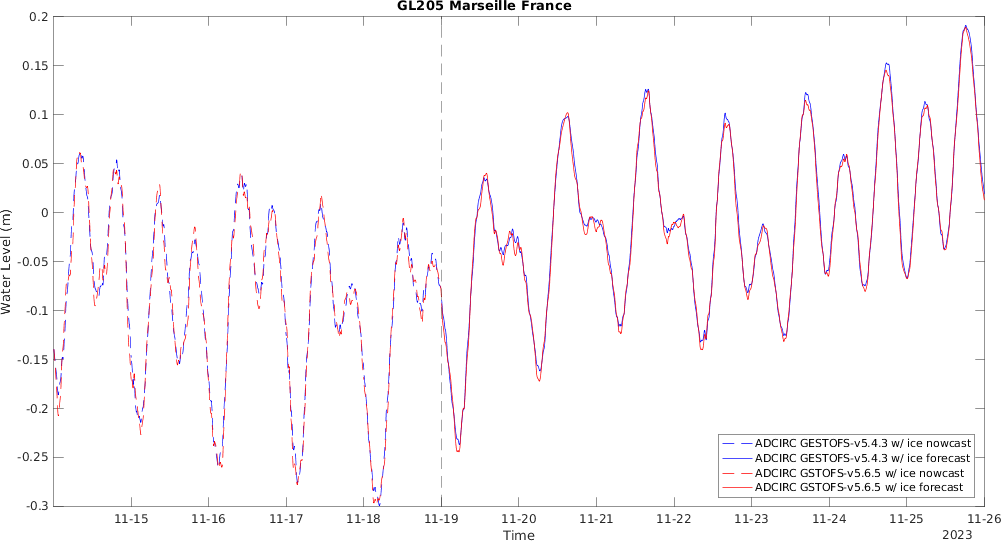 GL205 Marseille France
0.2
0.15
0.1
0.05
0
-0.05
-0.1
-0.15
-0.2
-0.25
-0.3
Water Level (m)
11-15 11-16 11-17 11-18 11-19 11-20 11-21 11-22 11-23 11-24 11-25 11-26
Time
2023
ADCIRC GESTOFS-v5.4.3 w/ ice nowcast
ADCIRC GESTOFS-v5.4.3 w/ ice forecast
ADCIRC GSTOFS-v5.6.5 w/ ice nowcast
ADCIRC GSTOFS-v5.6.5 w/ ice forecast